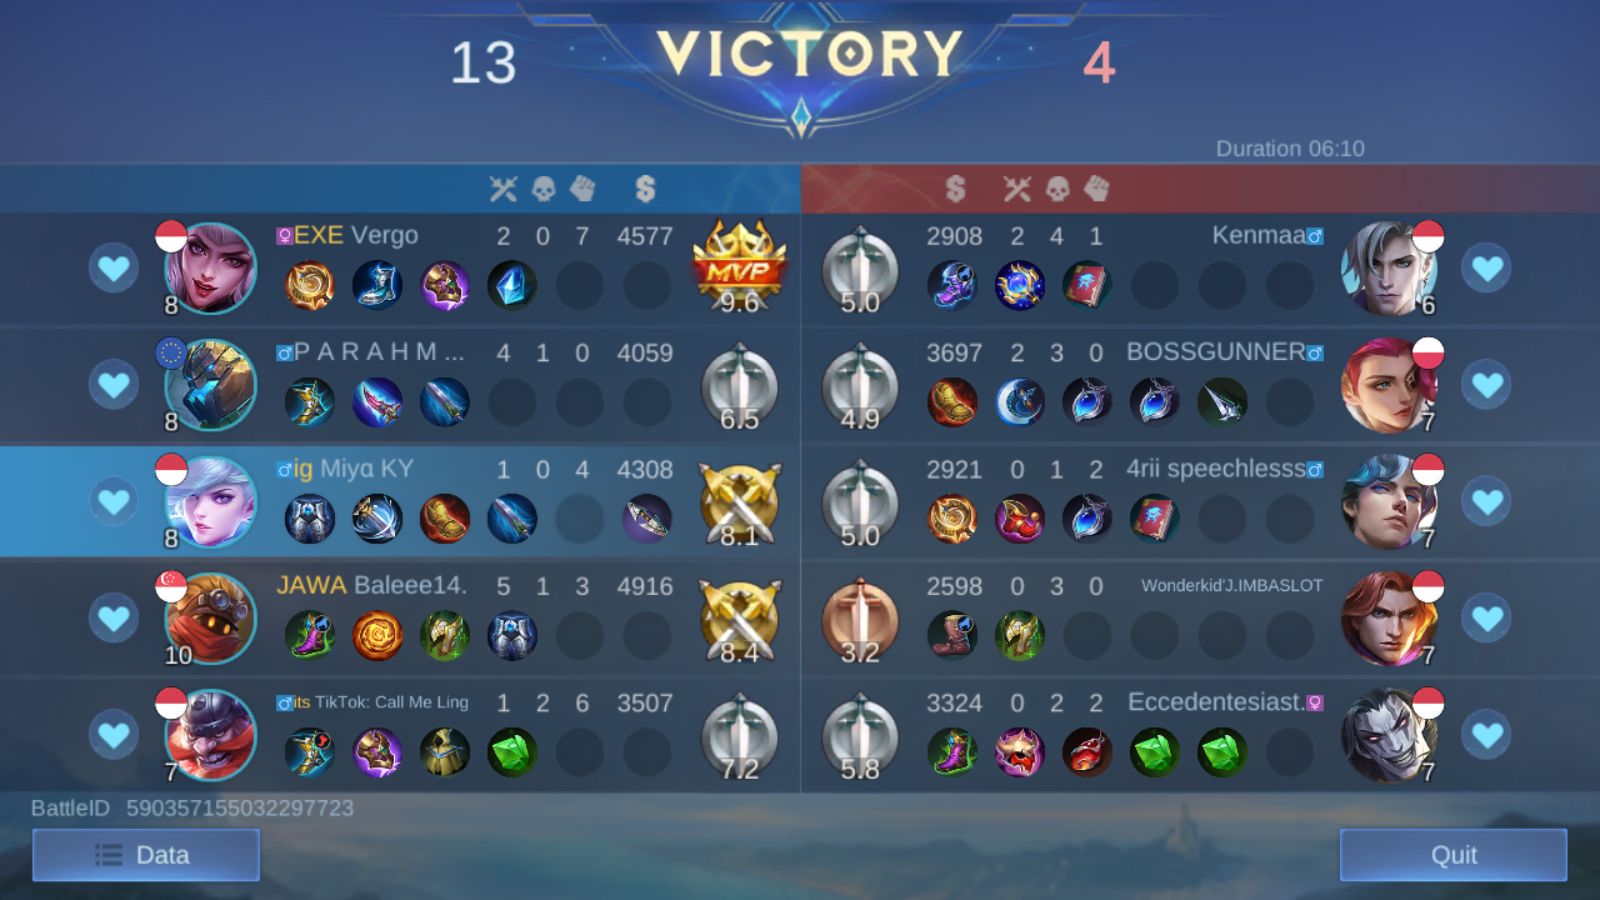 13 VICTORY 4
Duration 06:10
EXE Vergo 2 0 7 4577 MVP 9.6
8
5.0 2908 2 4 1 Kenmaa
6
P A R A H M ... 4 1 0 4059 6.5
8
4.9 3697 2 3 0 BOSSGUNNER
7
ig Miyα KY 1 0 4 4308 8.1
8
5.0 2921 0 1 2 4rii speechlesss
7
JAWA Baleee14. 5 1 3 4916 8.4
10
3.2 2598 0 3 0 Wonderkid'J.IMBASLOT
7
its TikTok: Call Me Ling 1 2 6 3507 7.2
7
5.8 3324 0 2 2 Eccedentesiast.
7
BattleID 590357155032297723
Data
Quit